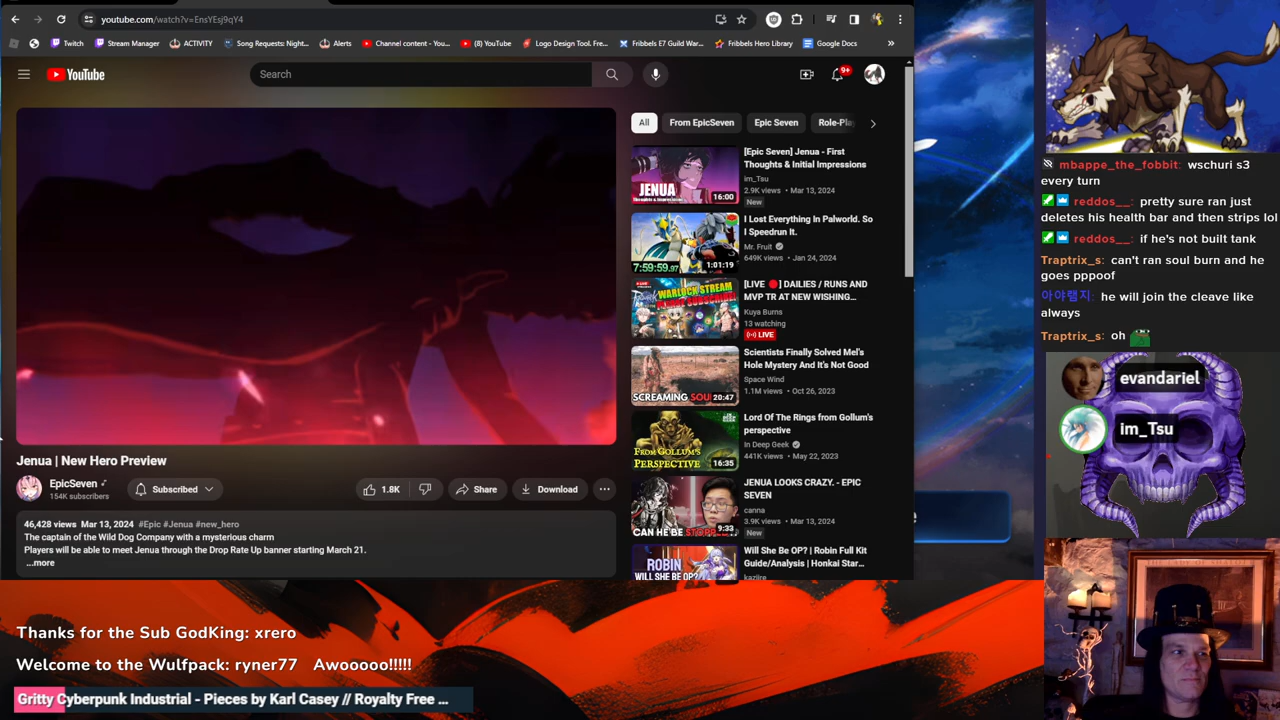 youtube.com/watch?v=EnsYEsj9qY4
Twitch Stream Manager ACTIVITY Song Requests: Night... Alerts Channel content - You... (8) YouTube Logo Design Tool. Fre... Fribbels E7 Guild War... Fribbels Hero Library Google Docs »
YouTube
Search
9+
All From EpicSeven Epic Seven Role-Pla
[Epic Seven] Jenua - First
Thoughts & Initial Impressions
im_Tsu
2.9K views • Mar 13, 2024
New
JENUA
16:00
I Lost Everything In Palworld. So
I Speedrun It.
Mr. Fruit
649K views • Jan 24, 2024
7:59:59.97
1:01:19
[LIVE 🔴] DAILIES / RUNS AND
MVP TR AT NEW WISHING...
Kuya Burns
13 watching
LIVE
WARLOCK STREAM
Scientists Finally Solved Mel's
Hole Mystery And It's Not Good
Space Wind
1.1M views • Oct 26, 2023
SCREAMING SOU
20:47
Lord Of The Rings from Gollum's
perspective
In Deep Geek
441K views • May 22, 2023
FROM GOLLUM'S
PERSPECTIVE
16:35
JENUA LOOKS CRAZY. - EPIC
SEVEN
canna
3.9K views • Mar 13, 2024
New
CAN HE BE STOPPE
9:33
Will She Be OP? | Robin Full Kit
Guide/Analysis | Honkai Star...
kazjire
ROBIN
WILL SHE BE OP?
Jenua | New Hero Preview
EpicSeven
154K subscribers
Subscribed
1.8K
Share
Download
46,428 views Mar 13, 2024 #Epic #Jenua #new_hero
The captain of the Wild Dog Company with a mysterious charm
Players will be able to meet Jenua through the Drop Rate Up banner starting March 21.
...more
mbappe_the_fobbit: wschuri s3
every turn
reddos__: pretty sure ran just
deletes his health bar and then strips lol
reddos__: if he's not built tank
Traptrix_s: can't ran soul burn and he
goes pppoof
아야램지: he will join the cleave like
always
Traptrix_s: oh
evandariel
im_Tsu
Thanks for the Sub GodKing: xrero
Welcome to the Wulfpack: ryner77 Awooooo!!!!!
Gritty Cyberpunk Industrial - Pieces by Karl Casey // Royalty Free ...